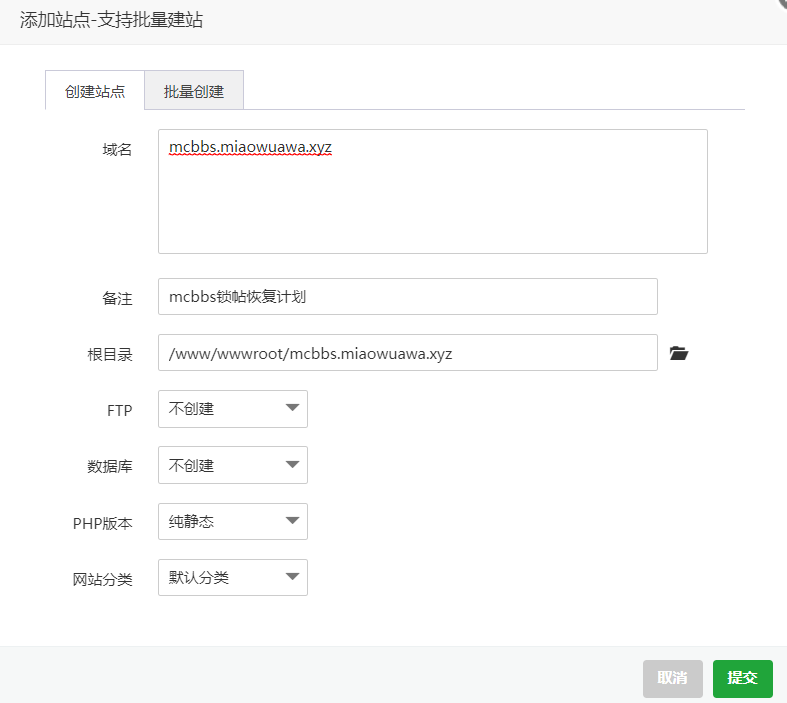 添加站点-支持批量建站
创建站点 批量创建
域名 mcbbs.miaowuawa.xyz
备注 mcbbs锁帖恢复计划
根目录 /www/wwwroot/mcbbs.miaowuawa.xyz
FTP 不创建
数据库 不创建
PHP版本 纯静态
网站分类 默认分类
取消 提交